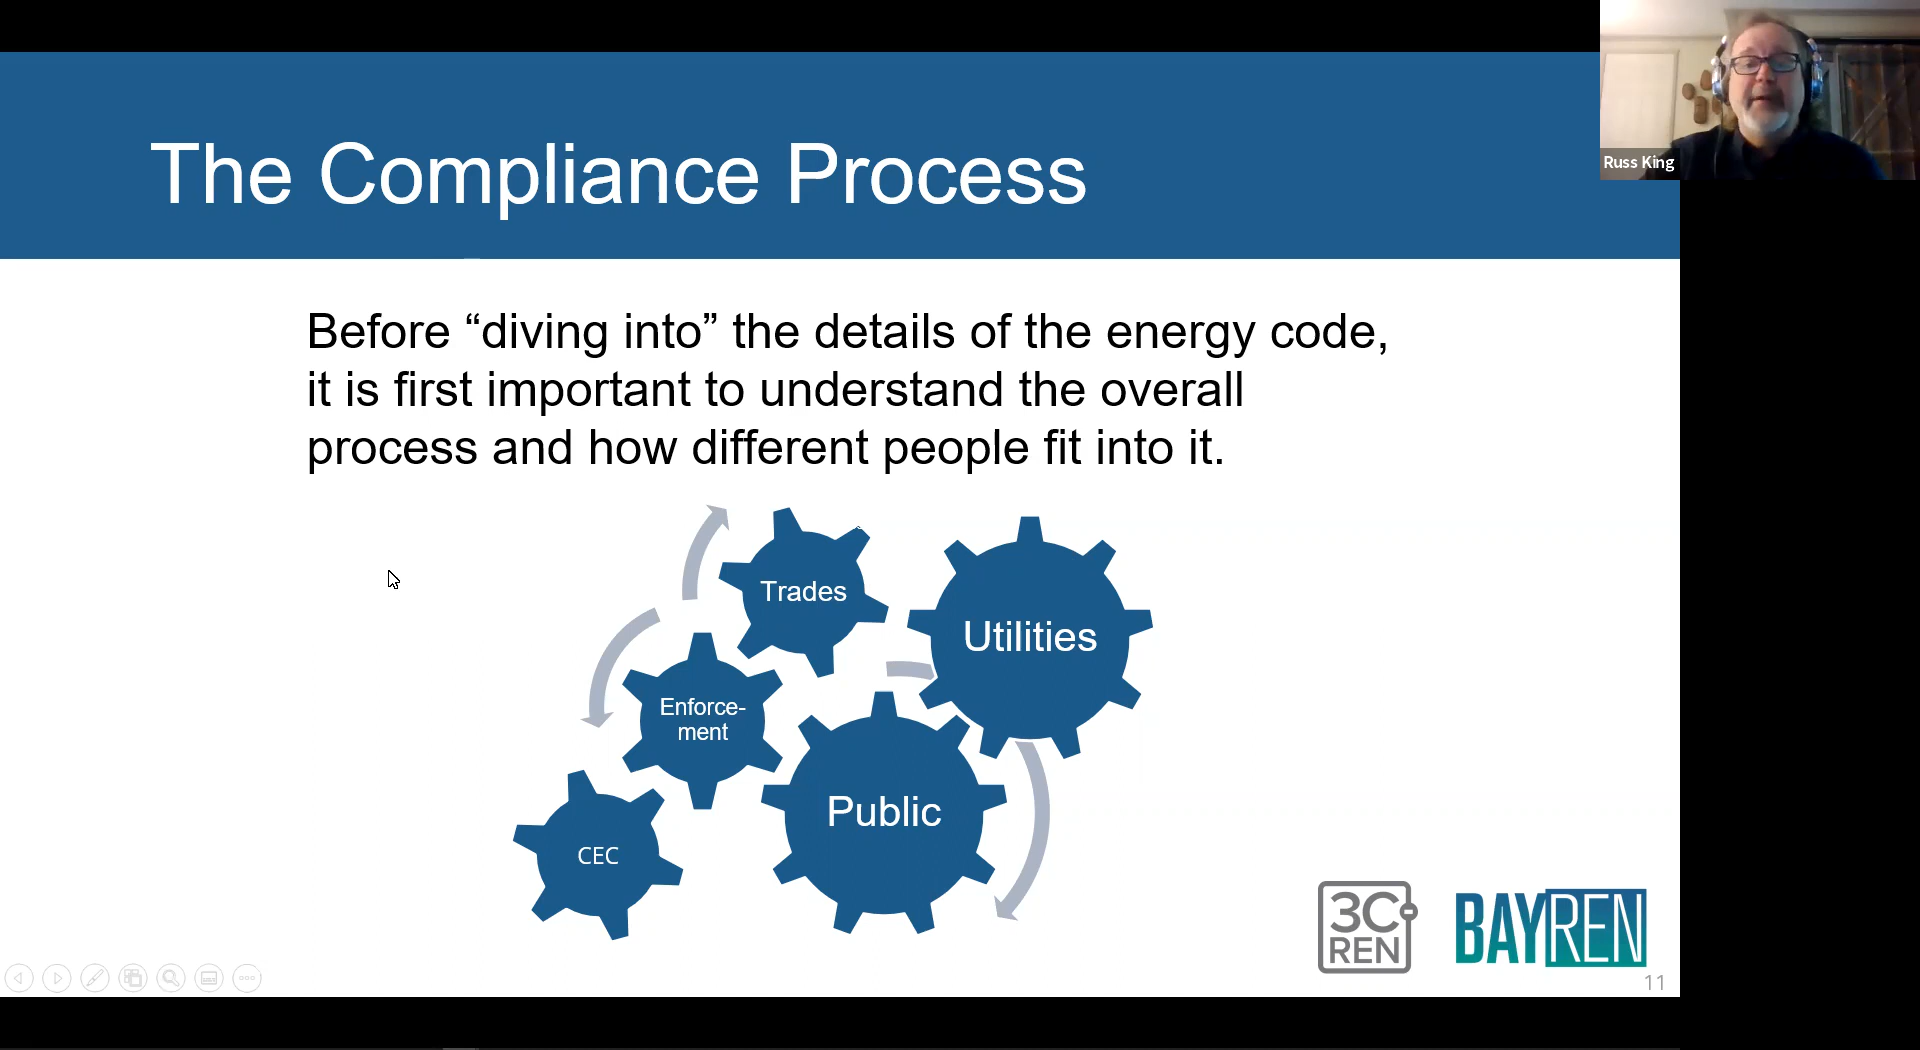 The Compliance Process
Russ King
Before “diving into” the details of the energy code,
it is first important to understand the overall
process and how different people fit into it.
Trades
Utilities
Enforce-
ment
Public
CEC
3C
REN
BAYREN
11